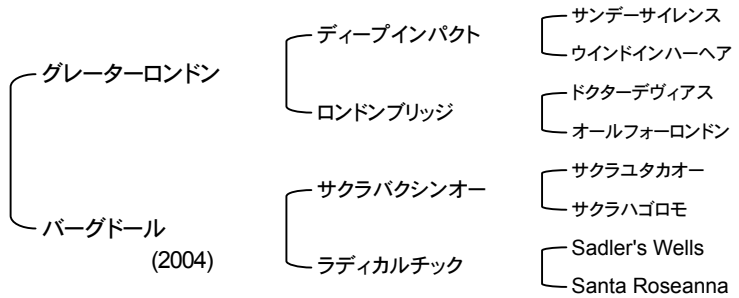 グレーターロンドン
バーグドール
(2004)
ディープインパクト
ロンドンブリッジ
サクラバクシンオー
ラディカルチック
サンデーサイレンス
ウインドインハーヘア
ドクターデヴィアス
オールフォーロンドン
サクラユタカオー
サクラハゴロモ
Sadler's Wells
Santa Roseanna